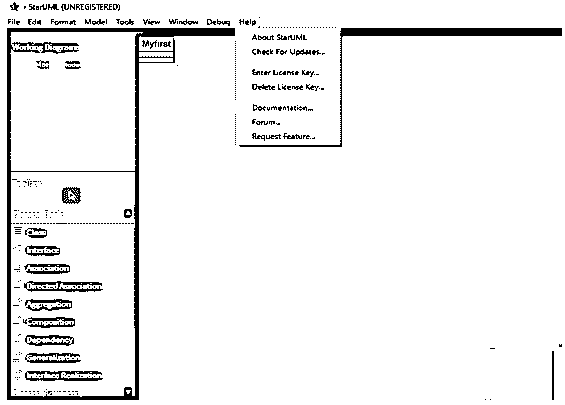 StarUML (UNREGISTERED)
File Edit Format Model Tools View Window Debug Help
Working Diagrams
Myfirst
About StarUML
Check For Updates...
Enter License Key...
Delete License Key...
Documentation...
Forum...
Request Feature...
Toolbox
Class
Interface
Association
Directed Association
Aggregation
Composition
Dependency
Generalization
Interface Realization